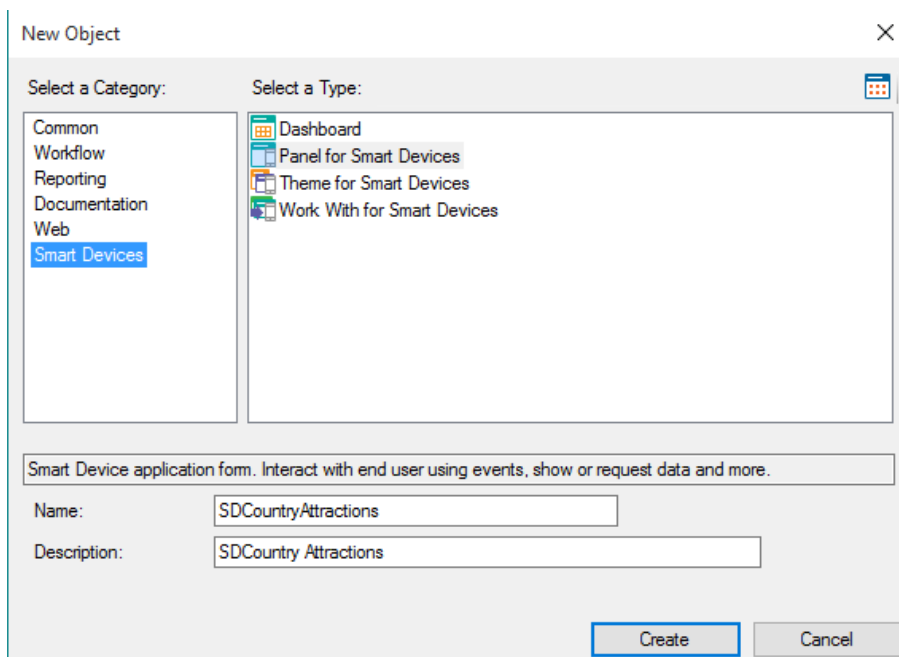 New Object
Select a Category:
Select a Type:
Common
Workflow
Reporting
Documentation
Web
Smart Devices
Dashboard
Panel for Smart Devices
Theme for Smart Devices
Work With for Smart Devices
Smart Device application form. Interact with end user using events, show or request data and more.
Name:
SDCountryAttractions
Description:
SDCountry Attractions
Create
Cancel